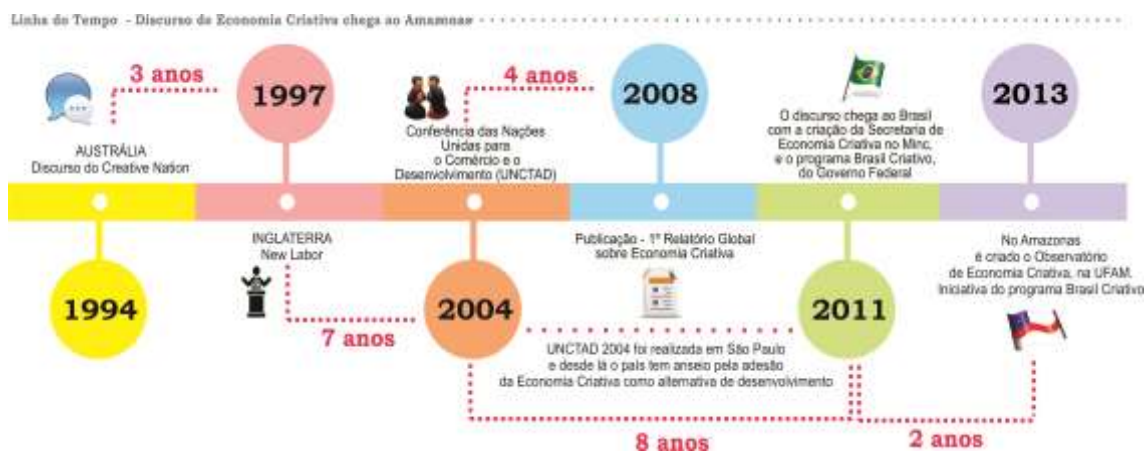 Linha do Tempo - Discurso de Economia Criativa chega ao Amazonas
3 anos
1997
4 anos
2008
2013
AUSTRÁLIA
Discurso do Creative Nation
Conferência das Nações
Unidas para
o Comércio e o
Desenvolvimento (UNCTAD)
O discurso chega ao Brasil
com a criação da Secretaria de
Economia Criativa no Minc,
e o programa Brasil Criativo,
do Governo Federal
1994
INGLATERRA
New Labor
7 anos
2004
Publicação - 1º Relatório Global
sobre Economia Criativa
2011
No Amazonas
é criado o Observatório
de Economia Criativa, na UFAM.
Iniciativa do programa Brasil Criativo
UNCTAD 2004 foi realizada em São Paulo
e desde lá o país tem anseio pela adesão
da Economia Criativa como alternativa de desenvolvimento
8 anos
2 anos